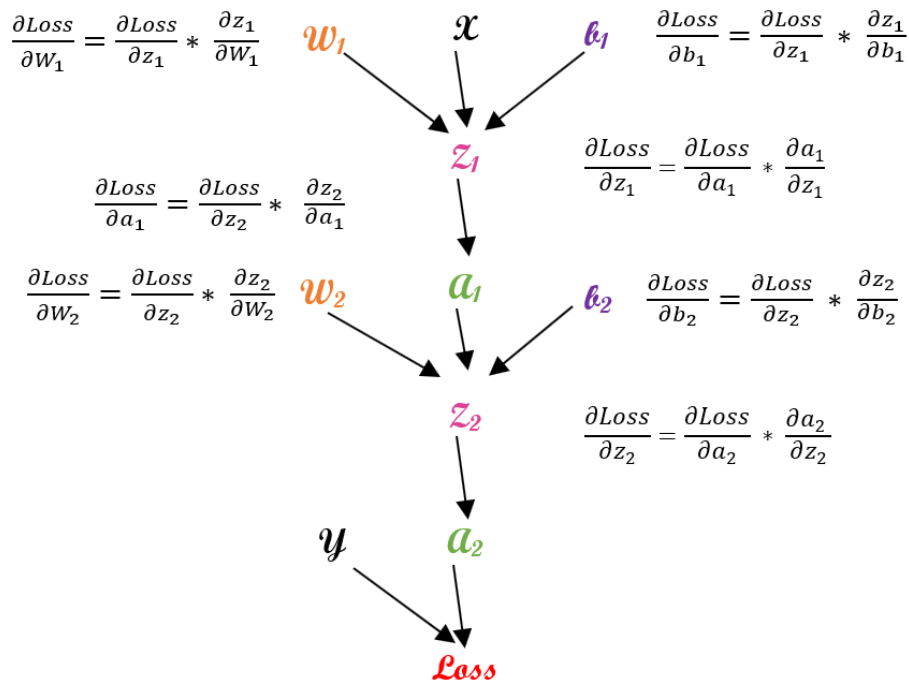 ∂Loss/∂W₁ = ∂Loss/∂z₁ * ∂z₁/∂W₁ w₁ x b₁ ∂Loss/∂b₁ = ∂Loss/∂z₁ * ∂z₁/∂b₁
z₁ ∂Loss/∂z₁ = ∂Loss/∂a₁ * ∂a₁/∂z₁
∂Loss/∂a₁ = ∂Loss/∂z₂ * ∂z₂/∂a₁
∂Loss/∂W₂ = ∂Loss/∂z₂ * ∂z₂/∂W₂ w₂ a₁ b₂ ∂Loss/∂b₂ = ∂Loss/∂z₂ * ∂z₂/∂b₂
z₂ ∂Loss/∂z₂ = ∂Loss/∂a₂ * ∂a₂/∂z₂
y a₂
Loss